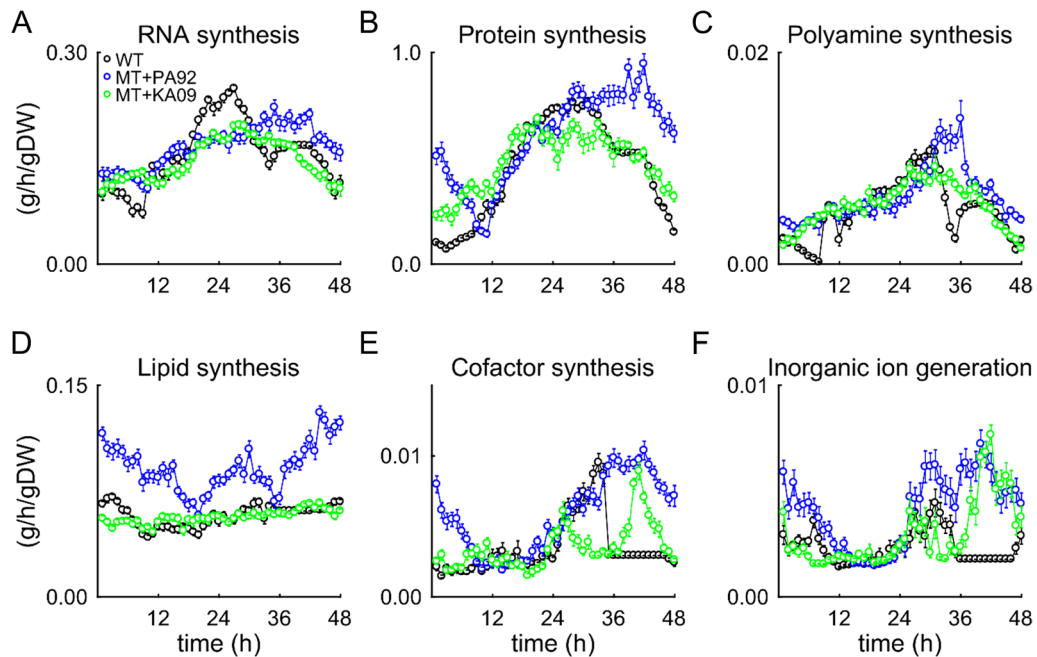 A
RNA synthesis
0.30
WT
MT+PA92
MT+KA09
(g/h/gDW)
0.00
12 24 36 48
B
Protein synthesis
1.0
0.0
12 24 36 48
C
Polyamine synthesis
0.02
0.00
12 24 36 48
D
Lipid synthesis
0.15
(g/h/gDW)
0.00
12 24 36 48
time (h)
E
Cofactor synthesis
0.01
0.00
12 24 36 48
time (h)
F
Inorganic ion generation
0.01
0.00
12 24 36 48
time (h)